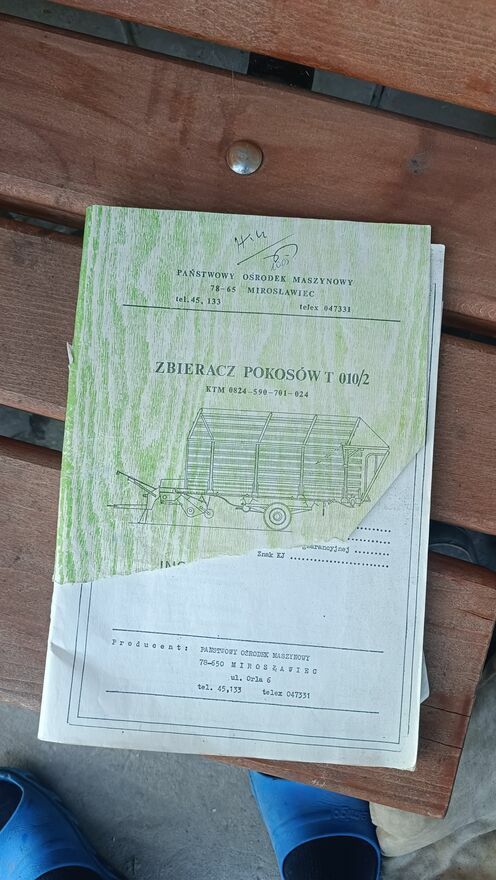 PAŃSTWOWY OŚRODEK MASZYNOWY
78-65 MIROSŁAWIEC
tel. 45, 133 telex 047331
ZBIERACZ POKOSÓW T 010/2
KTM 0824-590-701-024
gwarancyjnej
Znak KJ
Producent: PAŃSTWOWY OŚRODEK MASZYNOWY
78-650 MIROSŁAWIEC
ul. Orla 6
tel. 45,133 telex 047331